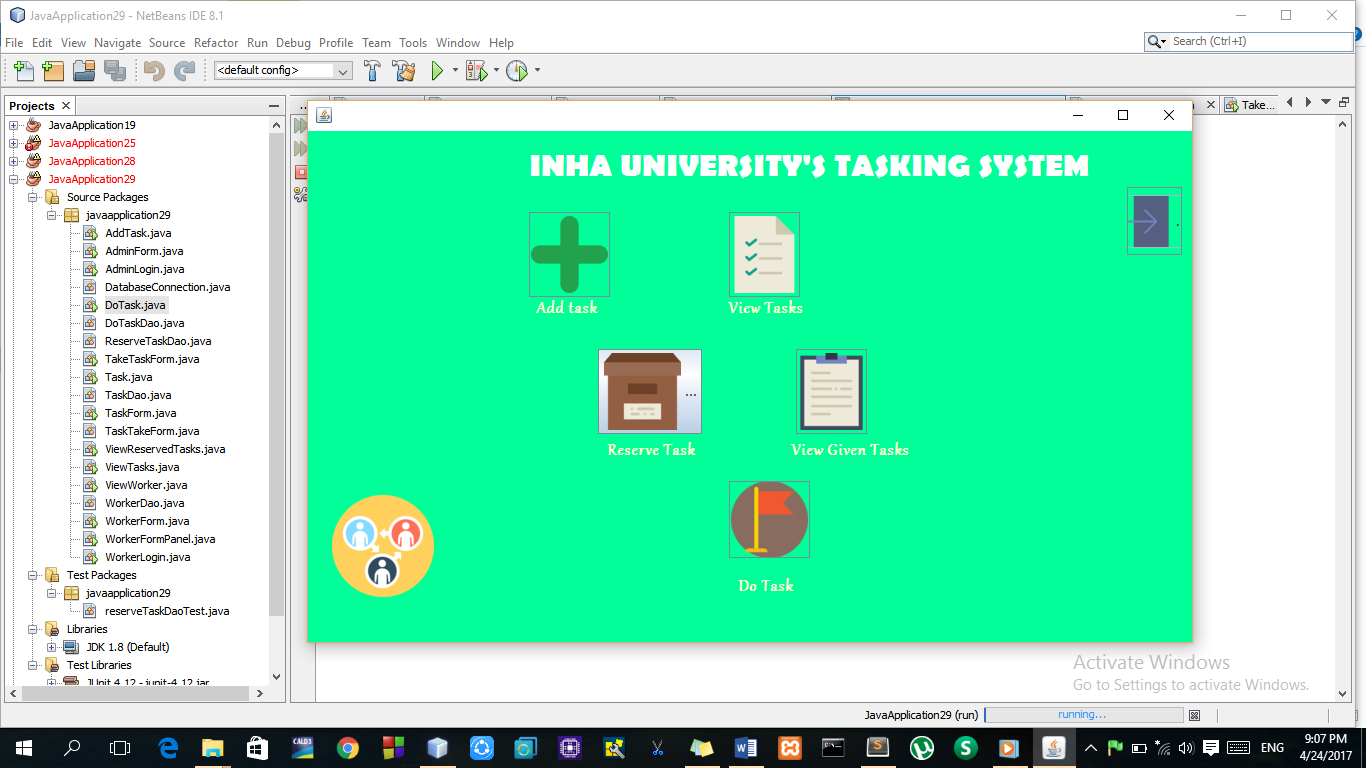 JavaApplication29 - NetBeans IDE 8.1
File Edit View Navigate Source Refactor Run Debug Profile Team Tools Window Help
Search (Ctrl+I)
<default config>
Projects
Take...
JavaApplication19
JavaApplication25
JavaApplication28
JavaApplication29
Source Packages
javaapplication29
AddTask.java
AdminForm.java
AdminLogin.java
DatabaseConnection.java
DoTask.java
DoTaskDao.java
ReserveTaskDao.java
TakeTaskForm.java
Task.java
TaskDao.java
TaskForm.java
TaskTakeForm.java
ViewReservedTasks.java
ViewTasks.java
ViewWorker.java
WorkerDao.java
WorkerForm.java
WorkerFormPanel.java
WorkerLogin.java
Test Packages
javaapplication29
reserveTaskDaoTest.java
Libraries
JDK 1.8 (Default)
Test Libraries
JUnit 4.12 - junit-4.12.jar
INHA UNIVERSITY'S TASKING SYSTEM
Add task
View Tasks
...
Reserve Task
View Given Tasks
Do Task
Activate Windows
Go to Settings to activate Windows.
JavaApplication29 (run)
running...
CALD3
ENG
9:07 PM
4/24/2017